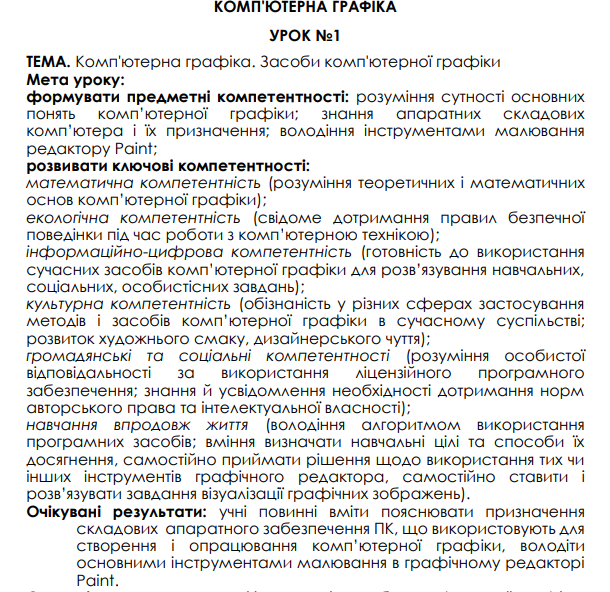 КОМП'ЮТЕРНА ГРАФІКА
УРОК №1
ТЕМА. Комп'ютерна графіка. Засоби комп'ютерної графіки
Мета уроку:
формувати предметні компетентності: розуміння сутності основних
понять комп’ютерної графіки; знання апаратних складових
комп’ютера і їх призначення; володіння інструментами малювання
редактору Paint;
розвивати ключові компетентності:
математична компетентність (розуміння теоретичних і математичних
основ комп’ютерної графіки);
екологічна компетентність (свідоме дотримання правил безпечної
поведінки під час роботи з комп’ютерною технікою);
інформаційно-цифрова компетентність (готовність до використання
сучасних засобів комп’ютерної графіки для розв’язування навчальних,
соціальних, особистісних завдань);
культурна компетентність (обізнаність у різних сферах застосування
методів і засобів комп’ютерної графіки в сучасному суспільстві;
розвиток художнього смаку, дизайнерського чуття);
громадянські та соціальні компетентності (розуміння особистої
відповідальності за використання ліцензійного програмного
забезпечення; знання й усвідомлення необхідності дотримання норм
авторського права та інтелектуальної власності);
навчання впродовж життя (володіння алгоритмом використання
програмних засобів; вміння визначати навчальні цілі та способи їх
досягнення, самостійно приймати рішення щодо використання тих чи
інших інструментів графічного редактора, самостійно ставити і
розв’язувати завдання візуалізації графічних зображень).
Очікувані результати: учні повинні вміти пояснювати призначення
складових апаратного забезпечення ПК, що використовують для
створення і опрацювання комп’ютерної графіки, володіти
основними інструментами малювання в графічному редакторі
Paint.